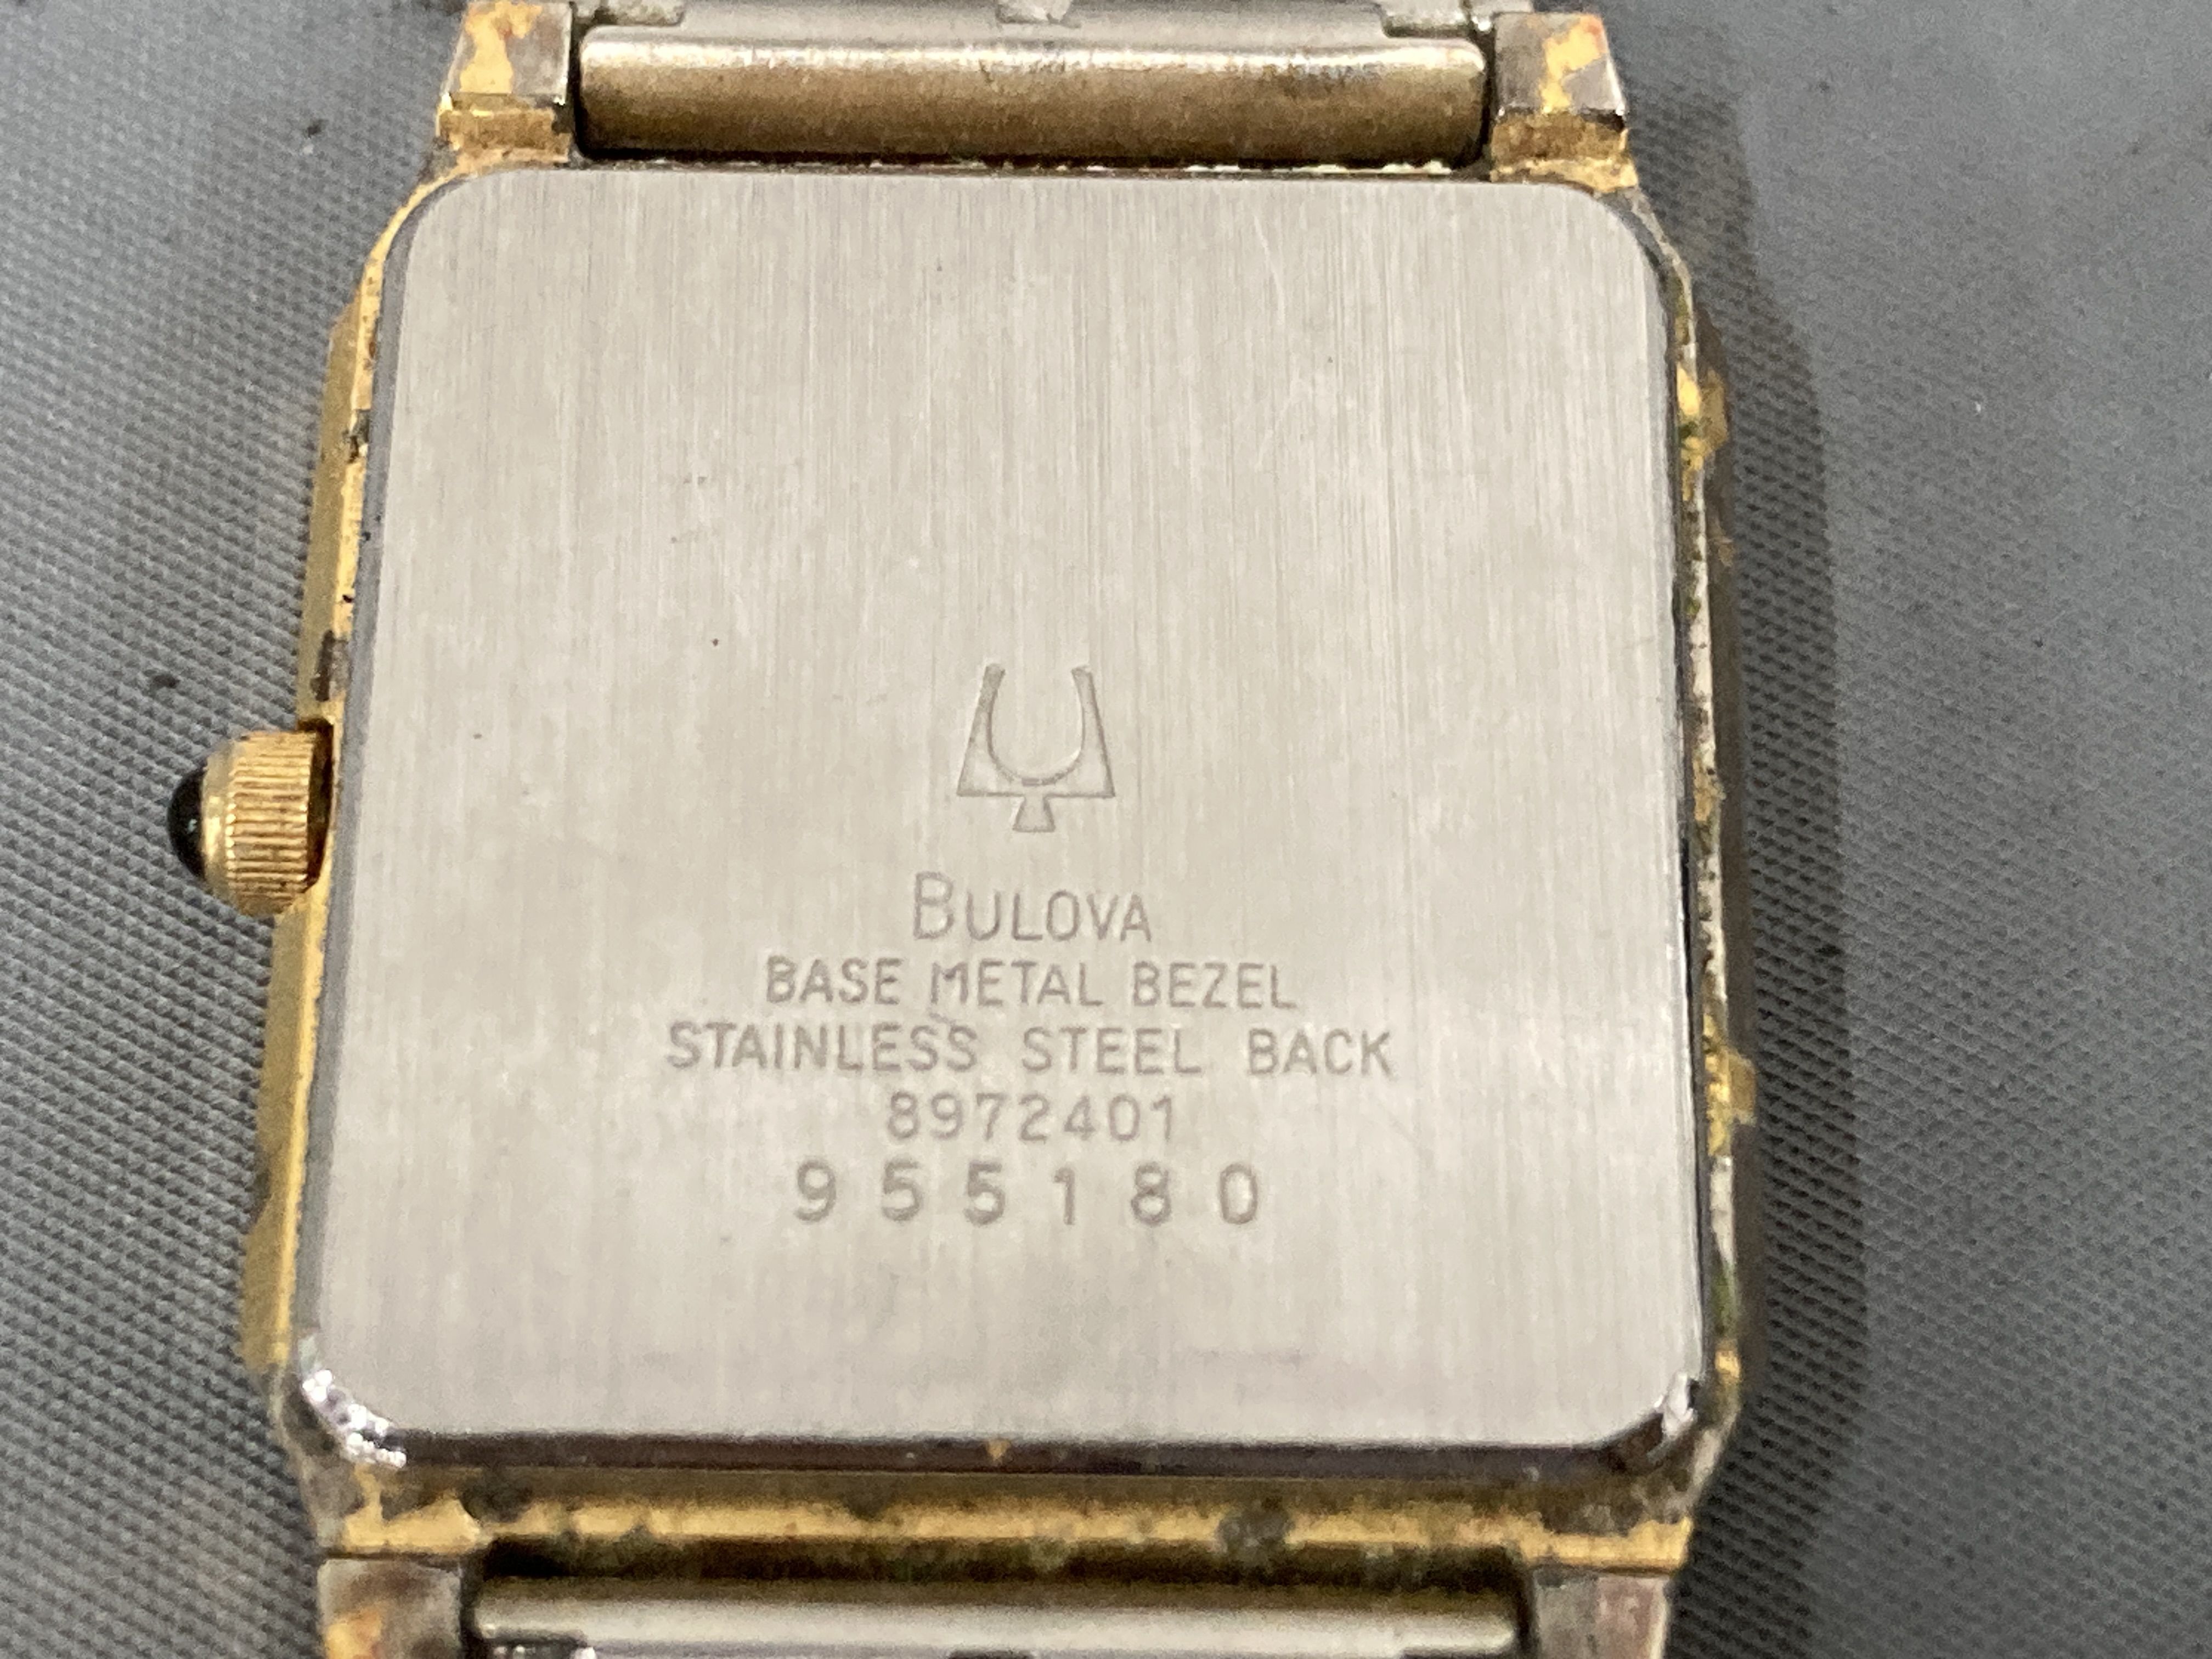 BULOVA
BASE METAL BEZEL
STAINLESS STEEL BACK
8972401
955180